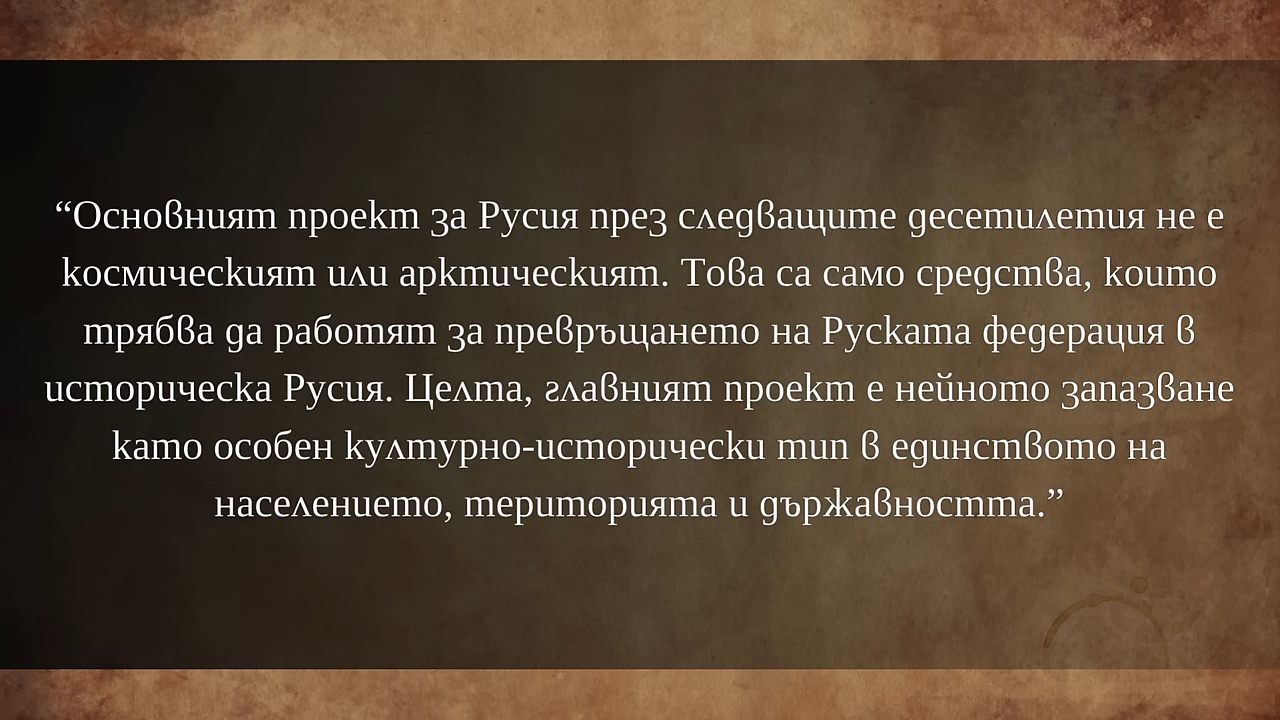 “Основният проект за Русия през следващите десетилетия не е
космическият или арктическият. Това са само средства, които
трябва да работят за превръщането на Руската федерация в
историческа Русия. Целта, главният проект е нейното запазване
като особен културно-исторически тип в единството на
населението, територията и държавността.”